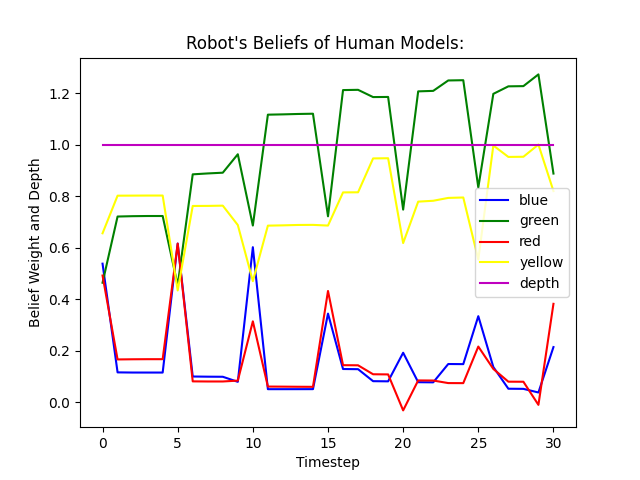 Robot's Beliefs of Human Models:
Belief Weight and Depth
1.2
1.0
0.8
0.6
0.4
0.2
0.0
blue
green
red
yellow
depth
0 5 10 15 20 25 30
Timestep